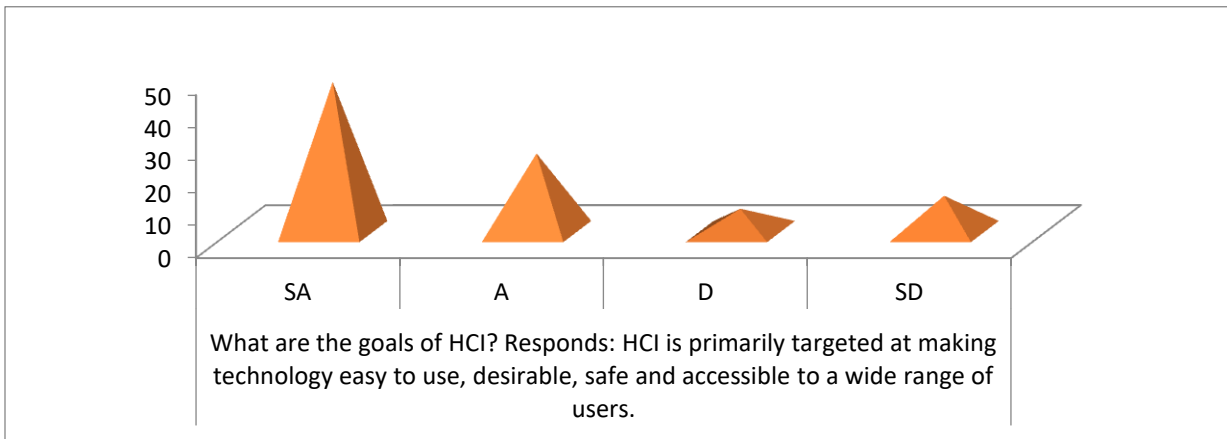 50
40
30
20
10
0
SA A D SD
What are the goals of HCI? Responds: HCI is primarily targeted at making
technology easy to use, desirable, safe and accessible to a wide range of
users.